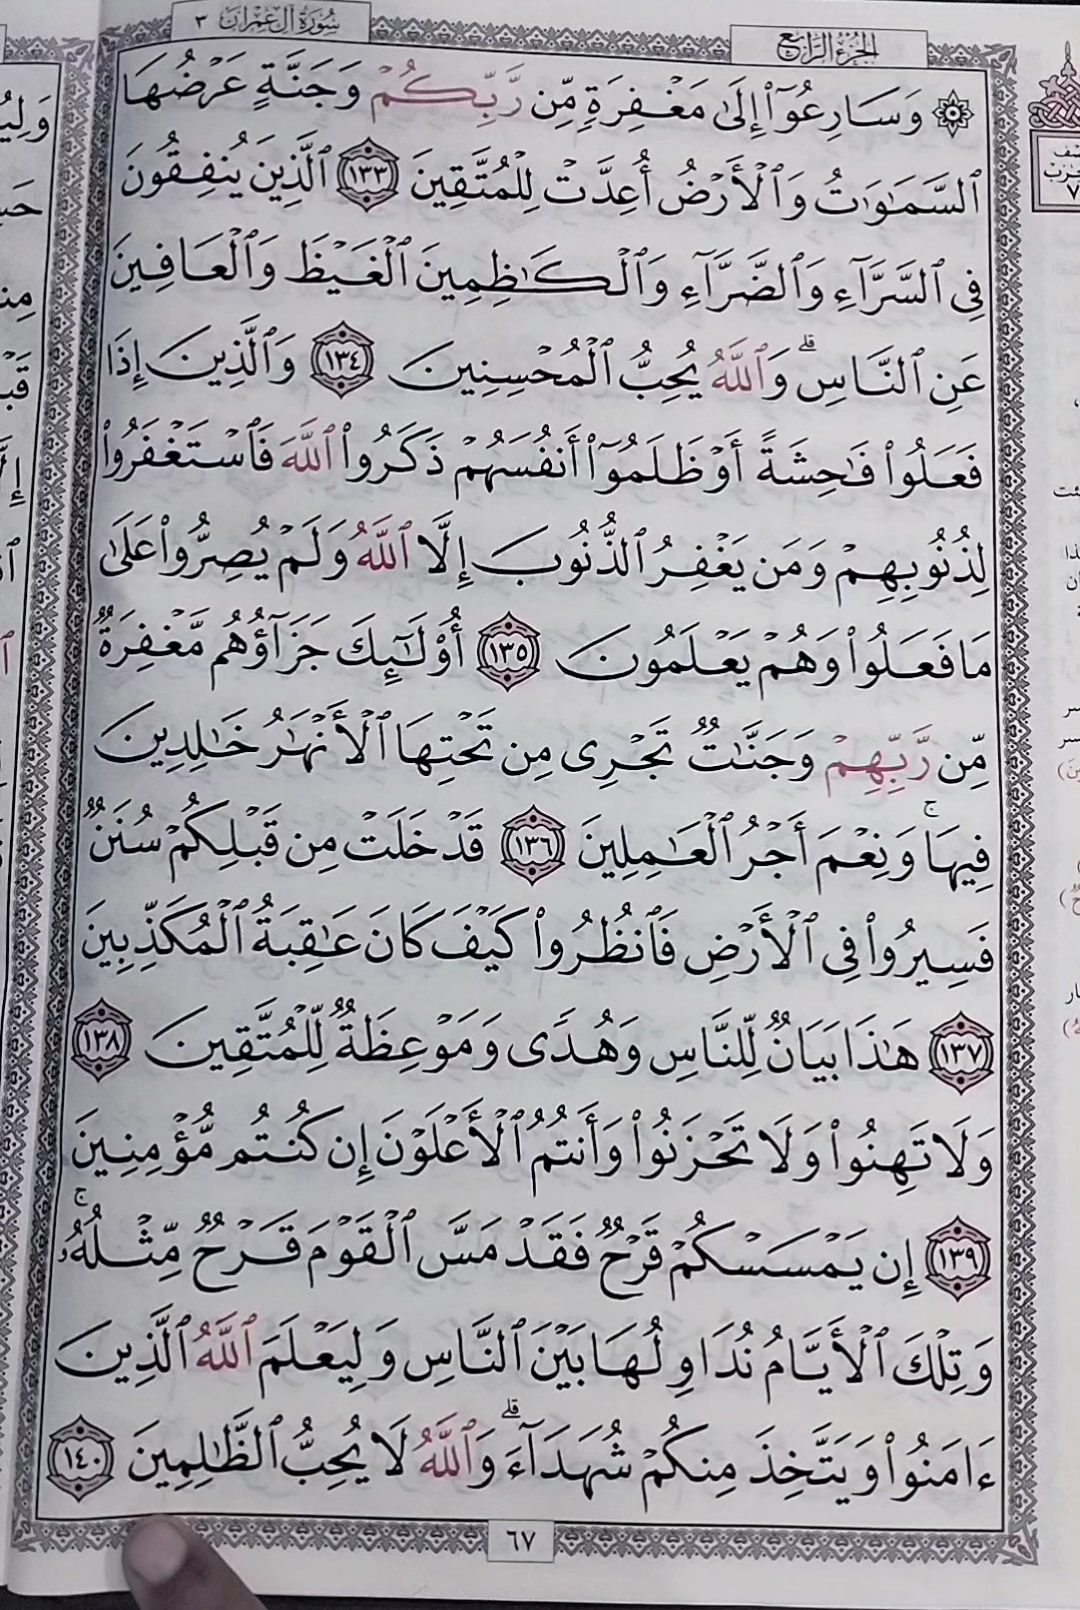 سُورَةُ آلِ عِمْرَان ٣
الجُزْءُ الرَّابِعُ
۞ وَسَارِعُوٓا۟ إِلَىٰ مَغْفِرَةٍ مِّن رَّبِّكُمْ وَجَنَّةٍ عَرْضُهَا
ٱلسَّمَٰوَٰتُ وَٱلْأَرْضُ أُعِدَّتْ لِلْمُتَّقِينَ ١٣٣ ٱلَّذِينَ يُنفِقُونَ
فِى ٱلسَّرَّآءِ وَٱلضَّرَّآءِ وَٱلْكَٰظِمِينَ ٱلْغَيْظَ وَٱلْعَافِينَ
عَنِ ٱلنَّاسِ ۗ وَٱللَّهُ يُحِبُّ ٱلْمُحْسِنِينَ ١٣٤ وَٱلَّذِينَ إِذَا
فَعَلُوا۟ فَٰحِشَةً أَوْ ظَلَمُوٓا۟ أَنفُسَهُمْ ذَكَرُوا۟ ٱللَّهَ فَٱسْتَغْفَرُوا۟
لِذُنُوبِهِمْ وَمَن يَغْفِرُ ٱلذُّنُوبَ إِلَّا ٱللَّهُ وَلَمْ يُصِرُّوا۟ عَلَىٰ
مَا فَعَلُوا۟ وَهُمْ يَعْلَمُونَ ١٣٥ أُو۟لَٰٓئِكَ جَزَآؤُهُم مَّغْفِرَةٌ
مِّن رَّبِّهِمْ وَجَنَّٰتٌ تَجْرِى مِن تَحْتِهَا ٱلْأَنْهَٰرُ خَٰلِدِينَ
فِيهَا ۚ وَنِعْمَ أَجْرُ ٱلْعَٰمِلِينَ ١٣٦ قَدْ خَلَتْ مِن قَبْلِكُمْ سُنَنٌ
فَسِيرُوا۟ فِى ٱلْأَرْضِ فَٱنظُرُوا۟ كَيْفَ كَانَ عَٰقِبَةُ ٱلْمُكَذِّبِينَ
١٣٧ هَٰذَا بَيَانٌ لِّلنَّاسِ وَهُدًى وَمَوْعِظَةٌ لِّلْمُتَّقِينَ ١٣٨
وَلَا تَهِنُوا۟ وَلَا تَحْزَنُوا۟ وَأَنتُمُ ٱلْأَعْلَوْنَ إِن كُنتُم مُّؤْمِنِينَ
١٣٩ إِن يَمْسَسْكُمْ قَرْحٌ فَقَدْ مَسَّ ٱلْقَوْمَ قَرْحٌ مِّثْلُهُۥ ۚ
وَتِلْكَ ٱلْأَيَّامُ نُدَاوِلُهَا بَيْنَ ٱلنَّاسِ وَلِيَعْلَمَ ٱللَّهُ ٱلَّذِينَ
ءَامَنُوا۟ وَيَتَّخِذَ مِنكُمْ شُهَدَآءَ ۗ وَٱللَّهُ لَا يُحِبُّ ٱلظَّٰلِمِينَ ١٤٠
٦٧